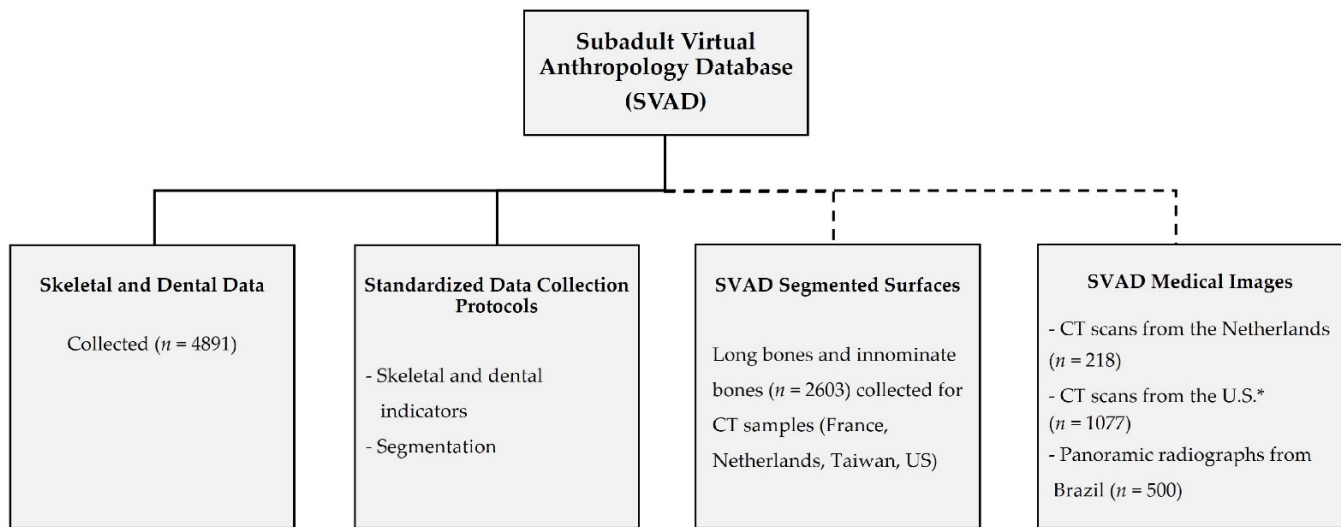 Subadult Virtual
Anthropology Database
(SVAD)
Skeletal and Dental Data
Collected (n = 4891)
Standardized Data Collection
Protocols
- Skeletal and dental
indicators
- Segmentation
SVAD Segmented Surfaces
Long bones and innominate
bones (n = 2603) collected for
CT samples (France,
Netherlands, Taiwan, US)
SVAD Medical Images
- CT scans from the Netherlands
(n = 218)
- CT scans from the U.S.*
(n = 1077)
- Panoramic radiographs from
Brazil (n = 500)